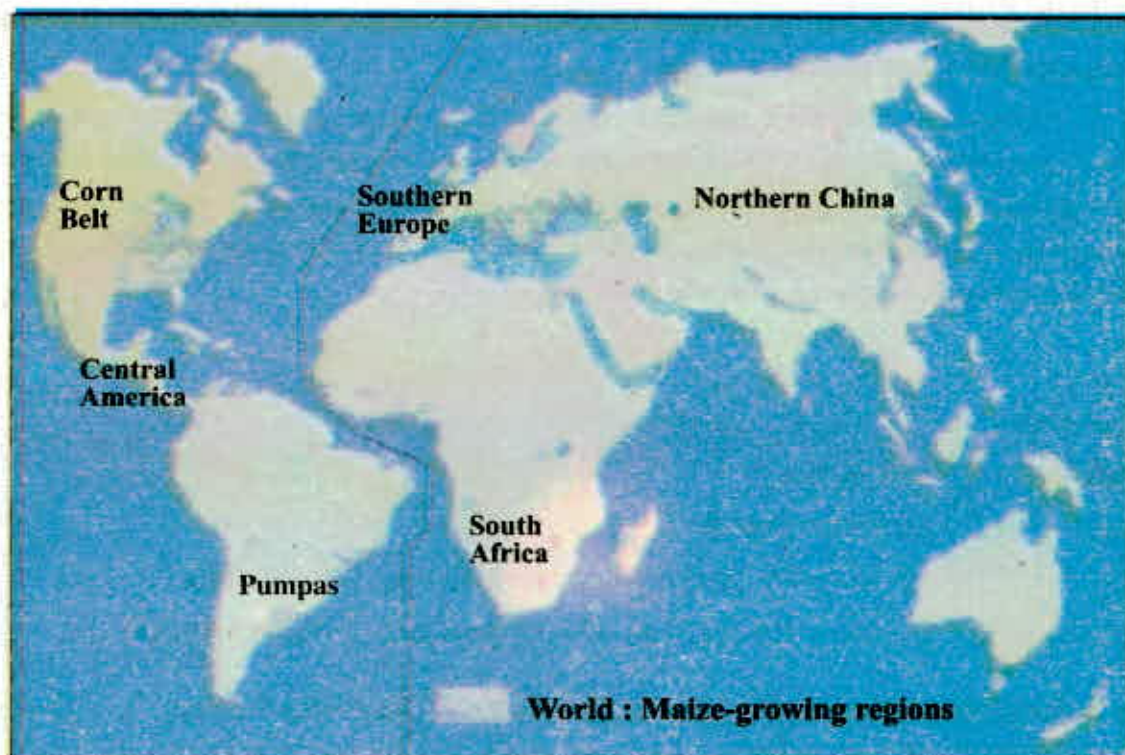 Corn
Belt
Southern
Europe
Northern China
Central
America
South
Africa
Pumpas
World : Maize-growing regions